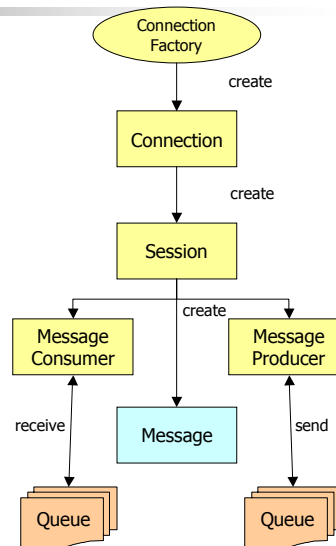 Connection
Factory
create
Connection
create
Session
create
Message
Consumer
Message
Producer
receive
Message
send
Queue
Queue